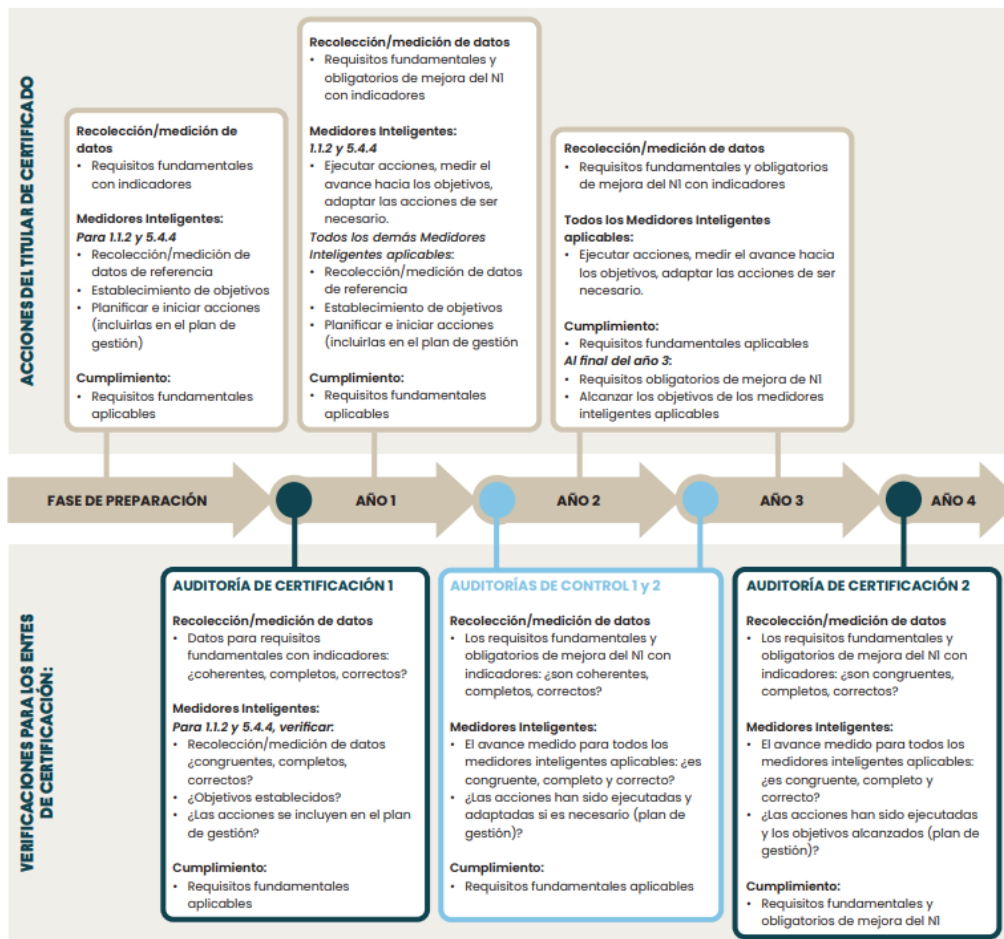 ACCIONES DEL TITULAR DE CERTIFICADO
Recolección/medición de
datos
• Requisitos fundamentales
con indicadores
Medidores Inteligentes:
Para 1.1.2 y 5.4.4
• Recolección/medición de
datos de referencia
• Establecimiento de objetivos
• Planificar e iniciar acciones
(incluirlas en el plan de
gestión)
Cumplimiento:
• Requisitos fundamentales
aplicables
Recolección/medición de datos
• Requisitos fundamentales y
obligatorios de mejora del N1
con indicadores
Medidores Inteligentes:
1.1.2 y 5.4.4
• Ejecutar acciones, medir el
avance hacia los objetivos,
adaptar las acciones de ser
necesario.
Todos los demás Medidores
Inteligentes aplicables:
• Recolección/medición de datos
de referencia
• Establecimiento de objetivos
• Planificar e iniciar acciones
(incluirlas en el plan de gestión
Cumplimiento:
• Requisitos fundamentales
aplicables
Recolección/medición de datos
• Requisitos fundamentales y obligatorios
de mejora del N1 con indicadores
Todos los Medidores Inteligentes
aplicables:
• Ejecutar acciones, medir el avance hacia
los objetivos, adaptar las acciones de ser
necesario.
Cumplimiento:
• Requisitos fundamentales aplicables
Al final del año 3:
• Requisitos obligatorios de mejora de N1
• Alcanzar los objetivos de los medidores
inteligentes aplicables
FASE DE PREPARACIÓN
AÑO 1
AÑO 2
AÑO 3
AÑO 4
VERIFICACIONES PARA LOS ENTES
DE CERTIFICACIÓN:
AUDITORÍA DE CERTIFICACIÓN 1
Recolección/medición de datos
• Datos para requisitos
fundamentales con indicadores:
¿coherentes, completos, correctos?
Medidores Inteligentes:
Para 1.1.2 y 5.4.4, verificar:
• Recolección/medición de datos
¿congruentes, completos,
correctos?
• ¿Objetivos establecidos?
• ¿Las acciones se incluyen en el plan
de gestión?
Cumplimiento:
• Requisitos fundamentales
aplicables
AUDITORÍAS DE CONTROL 1 y 2
Recolección/medición de datos
• Los requisitos fundamentales y
obligatorios de mejora del N1 con
indicadores: ¿son coherentes,
completos, correctos?
Medidores Inteligentes:
• El avance medido para todos los
medidores inteligentes aplicables: ¿es
congruente, completo y correcto?
• ¿Las acciones han sido ejecutadas y
adaptadas si es necesario (plan de
gestión)?
Cumplimiento:
• Requisitos fundamentales aplicables
AUDITORÍA DE CERTIFICACIÓN 2
Recolección/medición de datos
• Los requisitos fundamentales y
obligatorios de mejora del N1 con
indicadores: ¿son congruentes,
completos, correctos?
Medidores Inteligentes:
• El avance medido para todos los
medidores inteligentes aplicables:
¿es congruente, completo y
correcto?
• ¿Las acciones han sido ejecutadas
y los objetivos alcanzados (plan de
gestión)?
Cumplimiento:
• Requisitos fundamentales y
obligatorios de mejora del N1